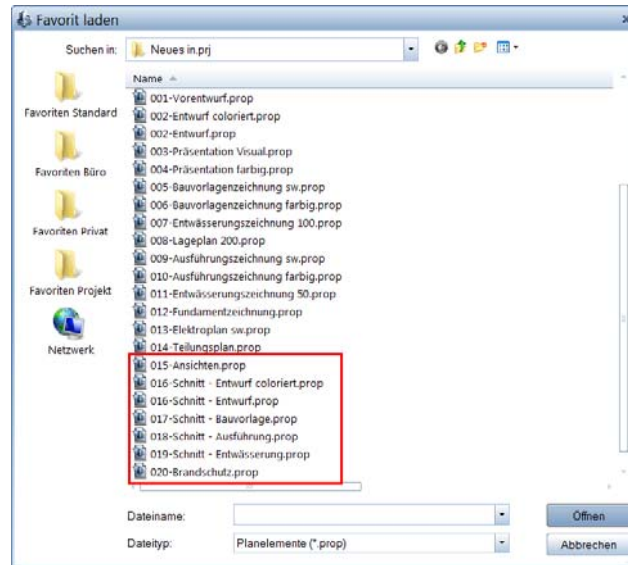 Favorit laden
Suchen in: Neues in.prj
Name
Favoriten Standard
Favoriten Büro
Favoriten Privat
Favoriten Projekt
Netzwerk
001-Vorentwurf.prop
002-Entwurf coloriert.prop
002-Entwurf.prop
003-Präsentation Visual.prop
004-Präsentation farbig.prop
005-Bauvorlagenzeichnung sw.prop
006-Bauvorlagenzeichnung farbig.prop
007-Entwässerungszeichnung 100.prop
008-Lageplan 200.prop
009-Ausführungszeichnung sw.prop
010-Ausführungszeichnung farbig.prop
011-Entwässerungszeichnung 50.prop
012-Fundamentzeichnung.prop
013-Elektroplan sw.prop
014-Teilungsplan.prop
015-Ansichten.prop
016-Schnitt - Entwurf coloriert.prop
016-Schnitt - Entwurf.prop
017-Schnitt - Bauvorlage.prop
018-Schnitt - Ausführung.prop
019-Schnitt - Entwässerung.prop
020-Brandschutz.prop
Dateiname:
Öffnen
Dateityp: Planelemente (*.prop)
Abbrechen